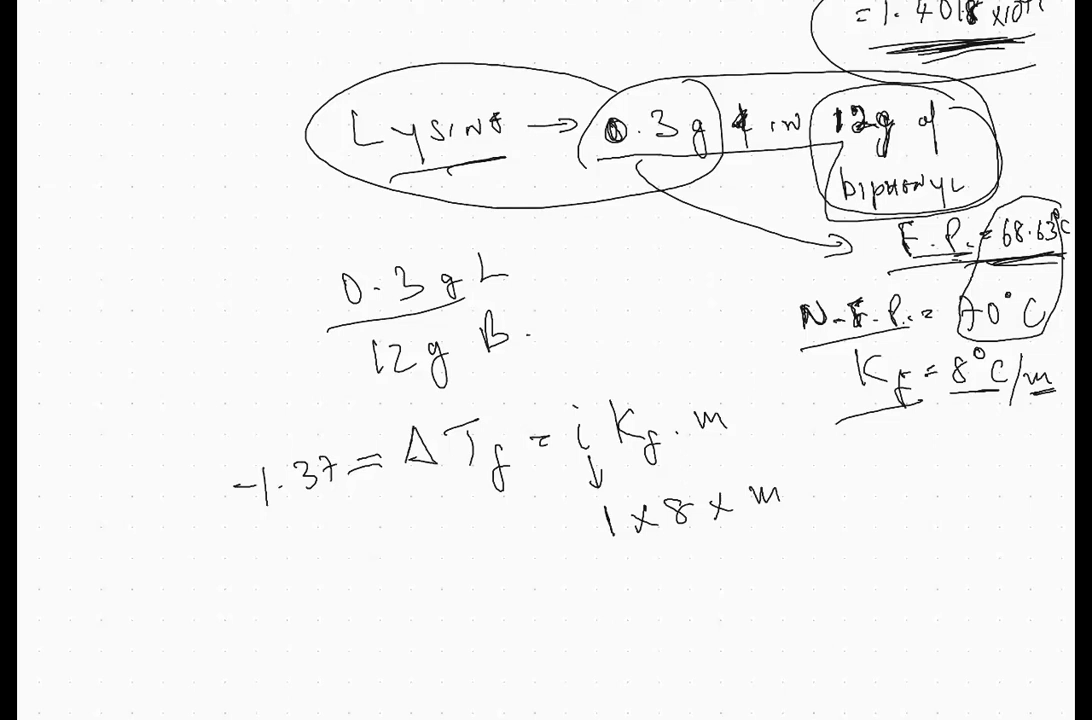 = 1.4018 x10
Lysine → 0.3g in 12g of
biphenyl
F.P. = 68.63°C
N.F.P. = 70°C
Kf = 8°C/m
0.3 g L
12 g B.
-1.37 = ΔTf = i Kf . m
1 x 8 x m